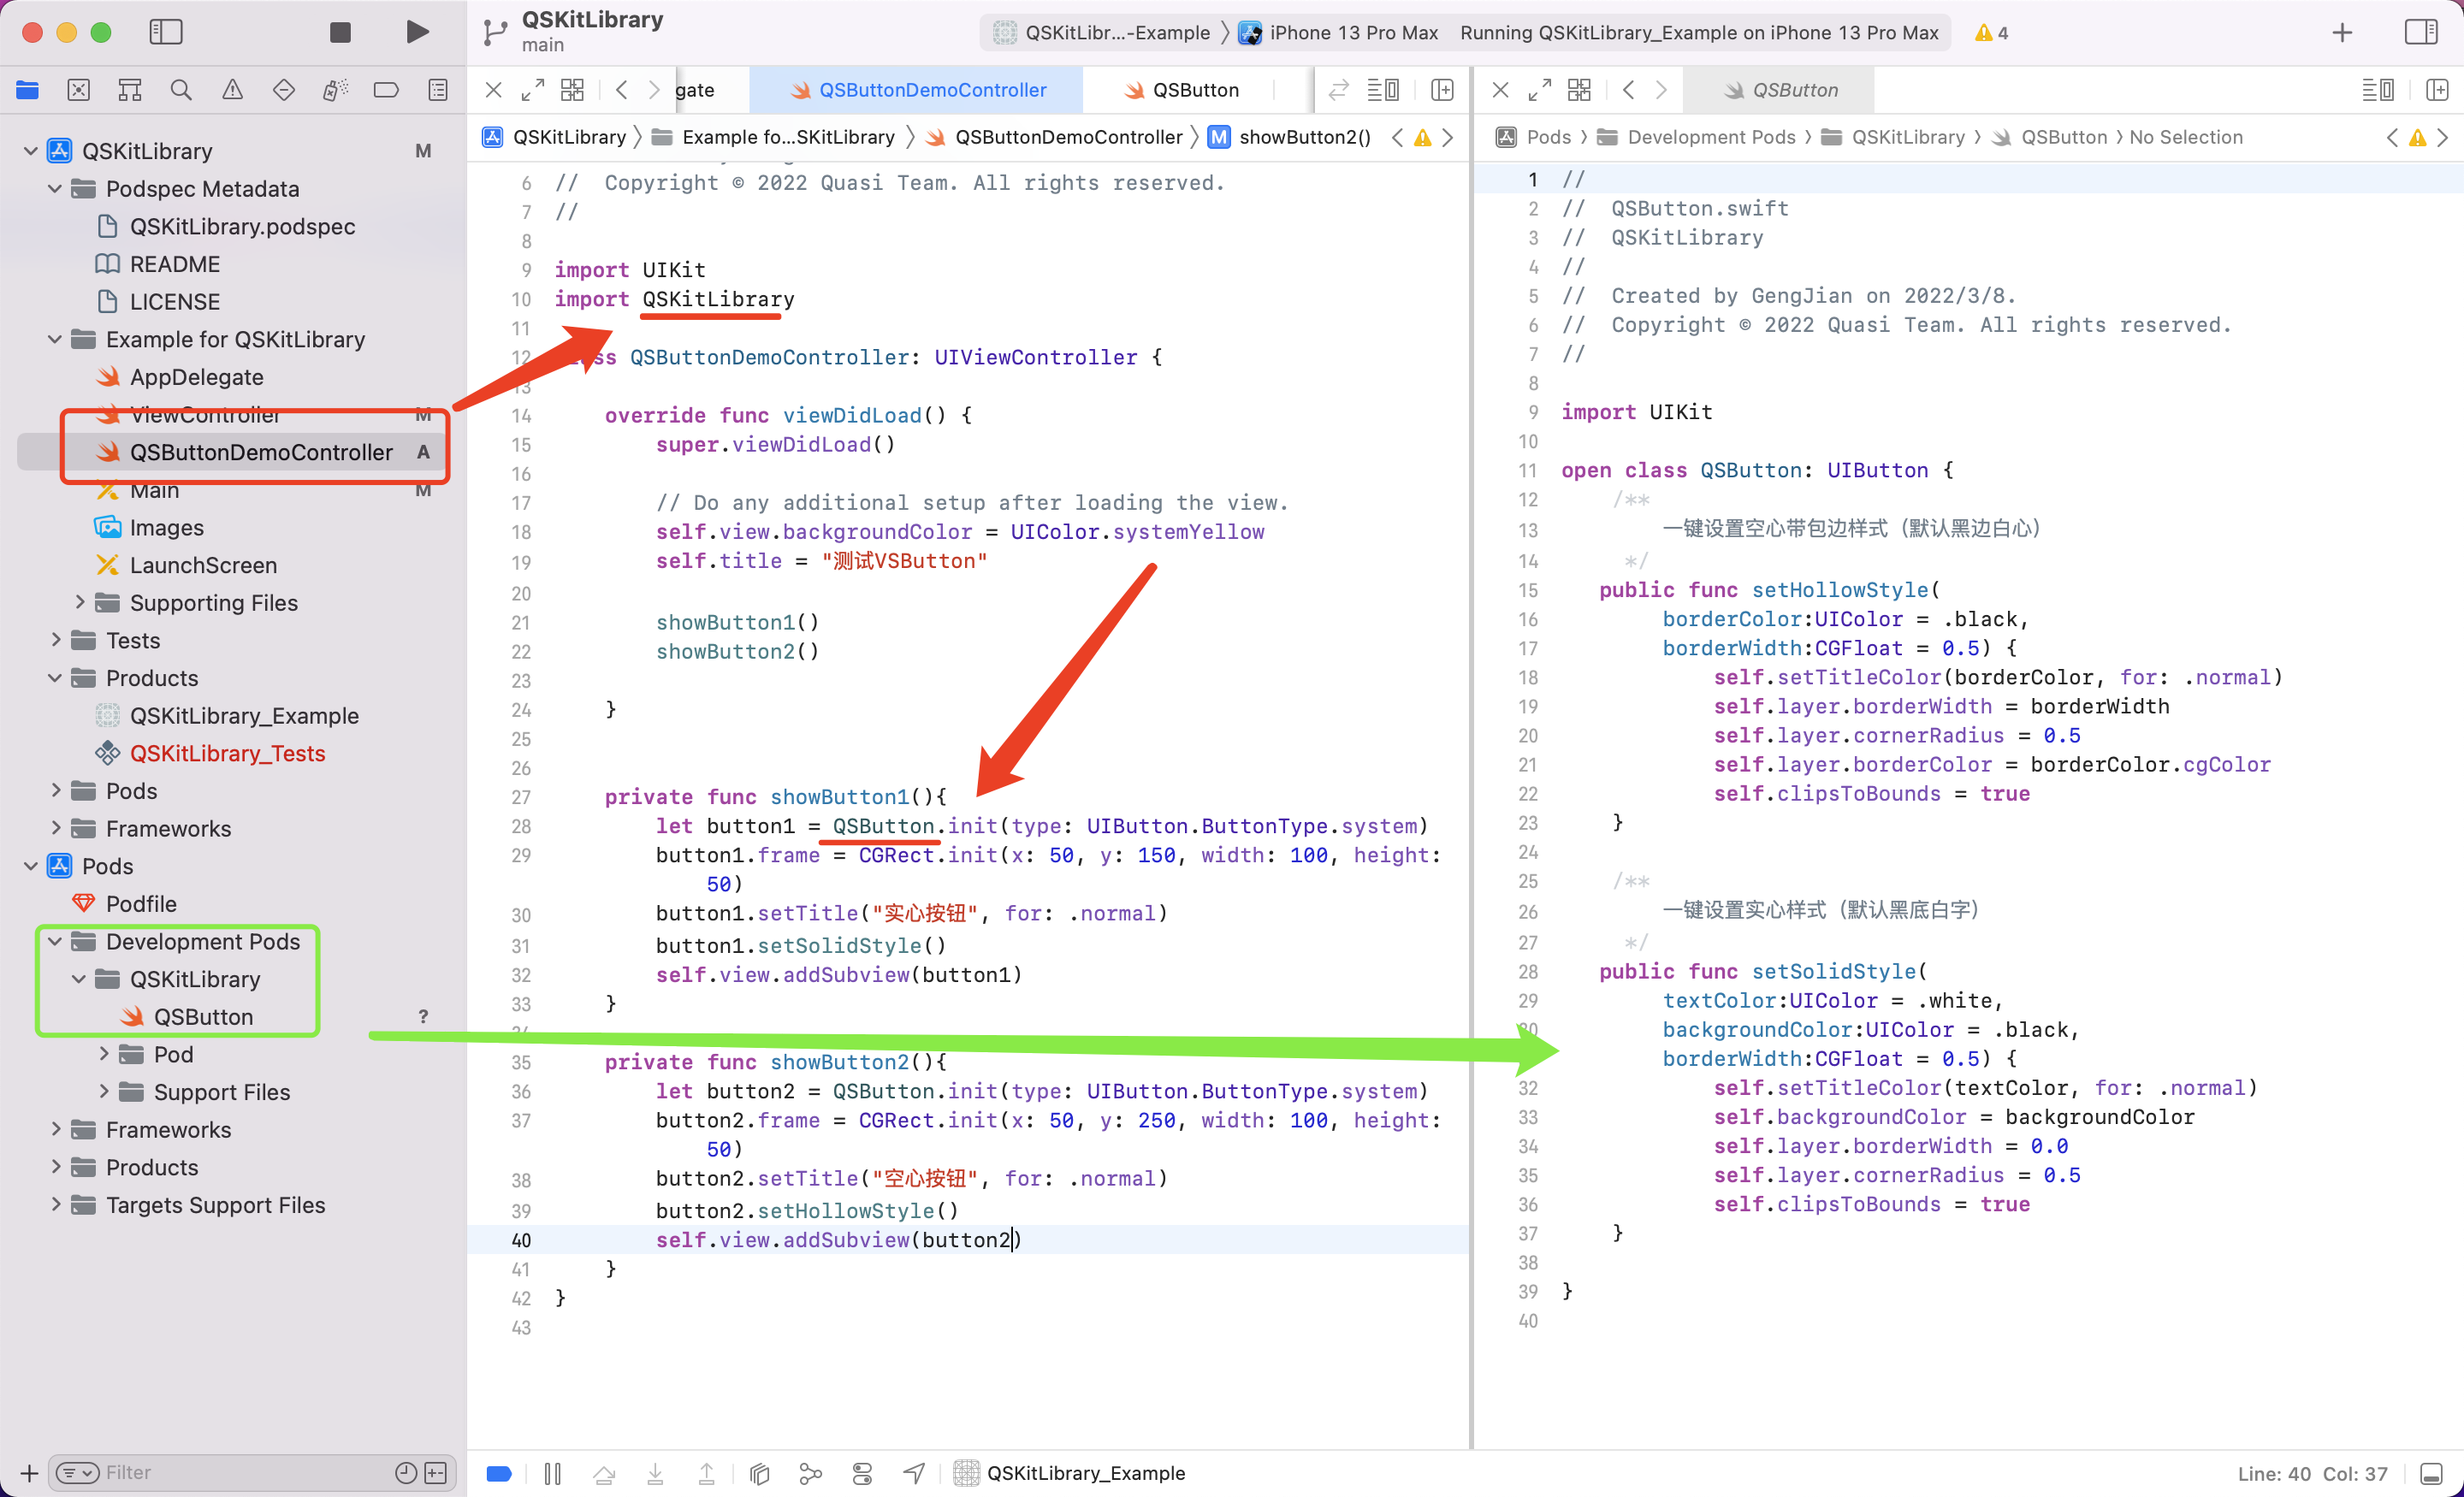 QSKitLibrary
main
QSKitLibr...-Example
iPhone 13 Pro Max
Running QSKitLibrary_Example on iPhone 13 Pro Max
4
gate
QSButtonDemoController
QSButton
QSButton
QSKitLibrary
Example fo...SKitLibrary
QSButtonDemoController
M
showButton2()
Pods
Development Pods
QSKitLibrary
QSButton
No Selection
QSKitLibrary M
Podspec Metadata
QSKitLibrary.podspec
README
LICENSE
Example for QSKitLibrary
AppDelegate
ViewController M
QSButtonDemoController A
Main M
Images
LaunchScreen
Supporting Files
Tests
Products
QSKitLibrary_Example
QSKitLibrary_Tests
Pods
Frameworks
Pods
Podfile
Development Pods
QSKitLibrary
QSButton ?
Pod
Support Files
Frameworks
Products
Targets Support Files
Filter
6 //  Copyright © 2022 Quasi Team. All rights reserved.
7 //
8
9 import UIKit
10 import QSKitLibrary
11
12 class QSButtonDemoController: UIViewController {
13
14     override func viewDidLoad() {
15         super.viewDidLoad()
16
17         // Do any additional setup after loading the view.
18         self.view.backgroundColor = UIColor.systemYellow
19         self.title = "测试VSButton"
20
21         showButton1()
22         showButton2()
23
24     }
25
26
27     private func showButton1(){
28         let button1 = QSButton.init(type: UIButton.ButtonType.system)
29         button1.frame = CGRect.init(x: 50, y: 150, width: 100, height:
50)
30         button1.setTitle("实心按钮", for: .normal)
31         button1.setSolidStyle()
32         self.view.addSubview(button1)
33     }
34
35     private func showButton2(){
36         let button2 = QSButton.init(type: UIButton.ButtonType.system)
37         button2.frame = CGRect.init(x: 50, y: 250, width: 100, height:
50)
38         button2.setTitle("空心按钮", for: .normal)
39         button2.setHollowStyle()
40         self.view.addSubview(button2)
41     }
42 }
43
1 //
2 //  QSButton.swift
3 //  QSKitLibrary
4 //
5 //  Created by GengJian on 2022/3/8.
6 //  Copyright © 2022 Quasi Team. All rights reserved.
7 //
8
9 import UIKit
10
11 open class QSButton: UIButton {
12     /**
13         一键设置空心带包边样式（默认黑边白心）
14      */
15    public func setHollowStyle(
16         borderColor:UIColor = .black,
17         borderWidth:CGFloat = 0.5) {
18             self.setTitleColor(borderColor, for: .normal)
19             self.layer.borderWidth = borderWidth
20             self.layer.cornerRadius = 0.5
21             self.layer.borderColor = borderColor.cgColor
22             self.clipsToBounds = true
23     }
24
25     /**
26         一键设置实心样式（默认黑底白字）
27      */
28    public func setSolidStyle(
29         textColor:UIColor = .white,
30         backgroundColor:UIColor = .black,
borderWidth:CGFloat = 0.5) {
32             self.setTitleColor(textColor, for: .normal)
33             self.backgroundColor = backgroundColor
34             self.layer.borderWidth = 0.0
35             self.layer.cornerRadius = 0.5
36             self.clipsToBounds = true
37     }
38
39 }
40
QSKitLibrary_Example
Line: 40  Col: 37